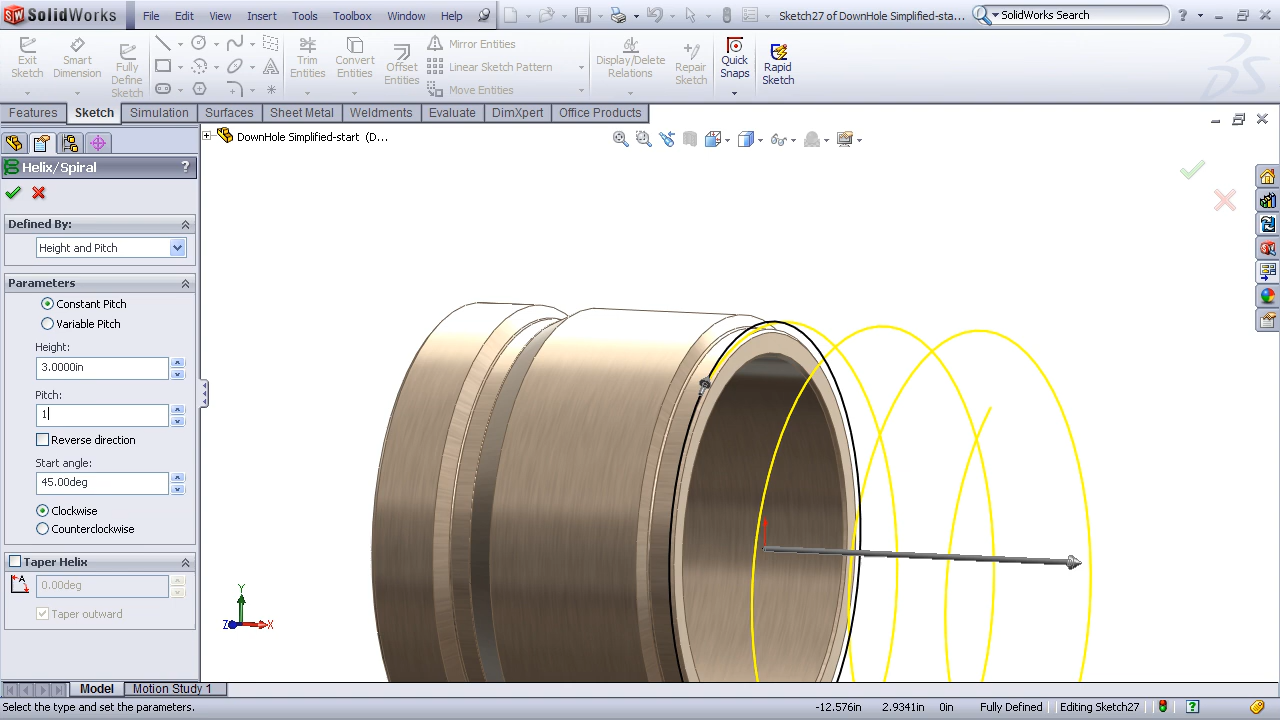 SolidWorks File Edit View Insert Tools Toolbox Window Help Sketch27 of DownHole Simplified-sta... SolidWorks Search ?
Exit Sketch
Smart Dimension
Fully Define Sketch
Trim Entities
Convert Entities
Offset Entities
Mirror Entities
Linear Sketch Pattern
Move Entities
Display/Delete Relations
Repair Sketch
Quick Snaps
Rapid Sketch
Features Sketch Simulation Surfaces Sheet Metal Weldments Evaluate DimXpert Office Products
DownHole Simplified-start (D...
Helix/Spiral ?
Defined By:
Height and Pitch
Parameters
Constant Pitch
Variable Pitch
Height:
3.0000in
Pitch:
1
Reverse direction
Start angle:
45.00deg
Clockwise
Counterclockwise
Taper Helix
0.00deg
Taper outward
Y
Z X
Model Motion Study 1
Select the type and set the parameters. -12.576in 2.9341in 0in Fully Defined Editing Sketch27 ?